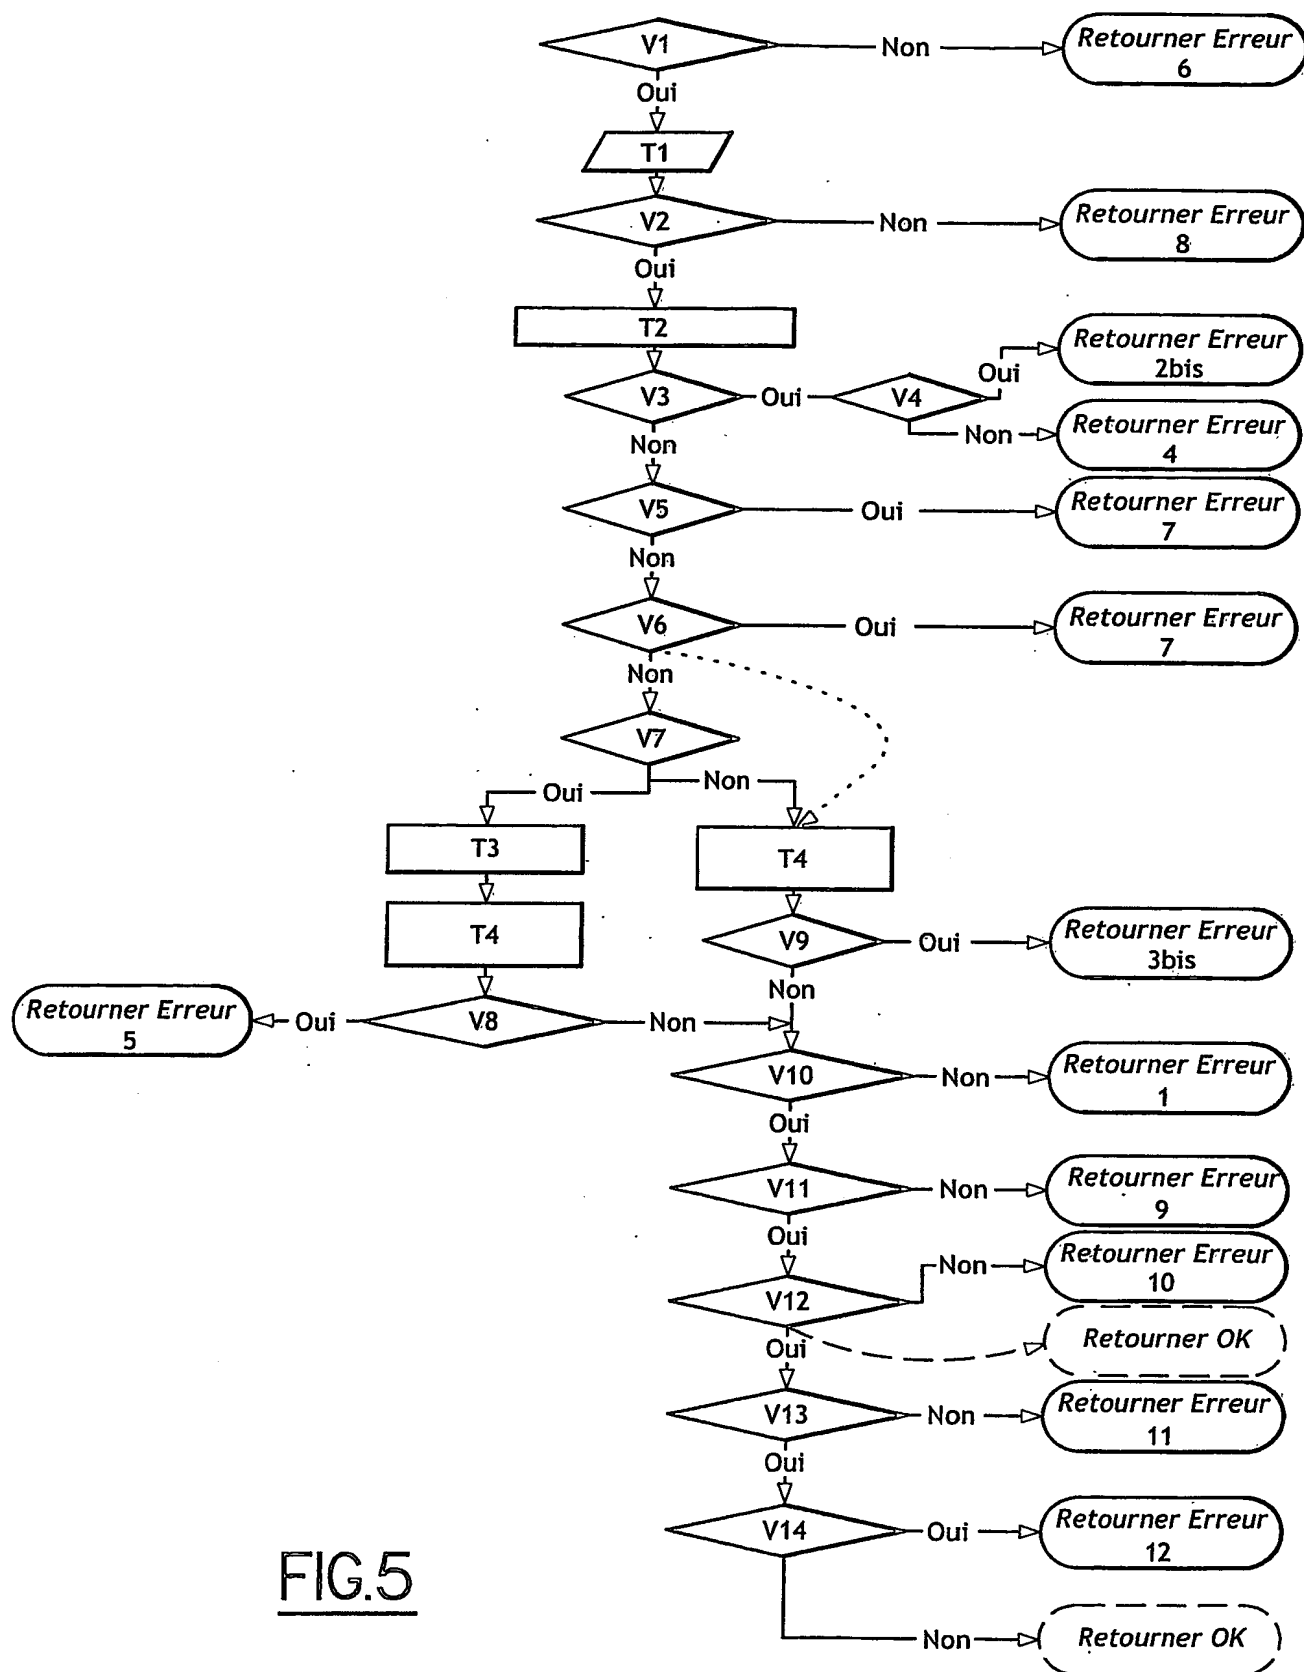 V1
Non
Retourner Erreur
6
Oui
T1
V2
Non
Retourner Erreur
8
Oui
T2
Retourner Erreur
2bis
Oui
V3
Oui
V4
Non
Retourner Erreur
4
Non
V5
Oui
Retourner Erreur
7
Non
V6
Oui
Retourner Erreur
7
Non
V7
Oui
Non
T3
T4
T4
V9
Oui
Retourner Erreur
3bis
Non
Retourner Erreur
5
Oui
V8
Non
V10
Non
Retourner Erreur
1
Oui
V11
Non
Retourner Erreur
9
Oui
V12
Non
Retourner Erreur
10
Retourner OK
Oui
V13
Non
Retourner Erreur
11
Oui
V14
Oui
Retourner Erreur
12
Non
Retourner OK
FIG.5